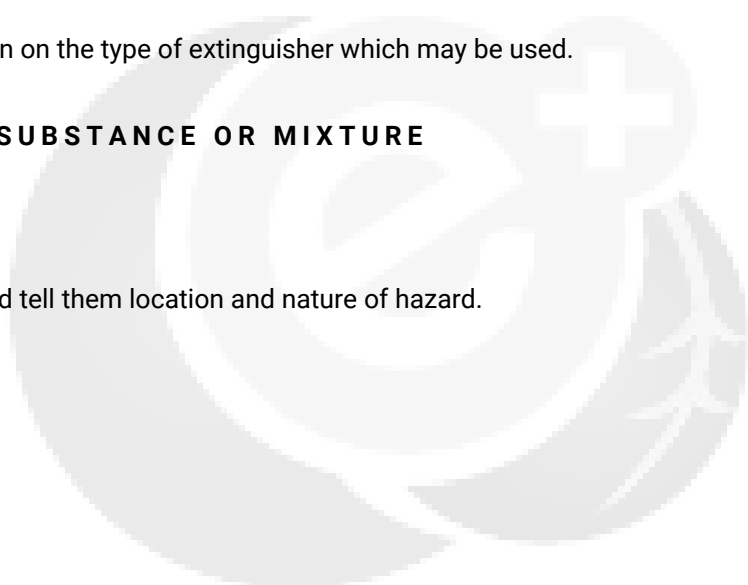 n on the type of extinguisher which may be used.
SUBSTANCE OR MIXTURE
d tell them location and nature of hazard.
e+